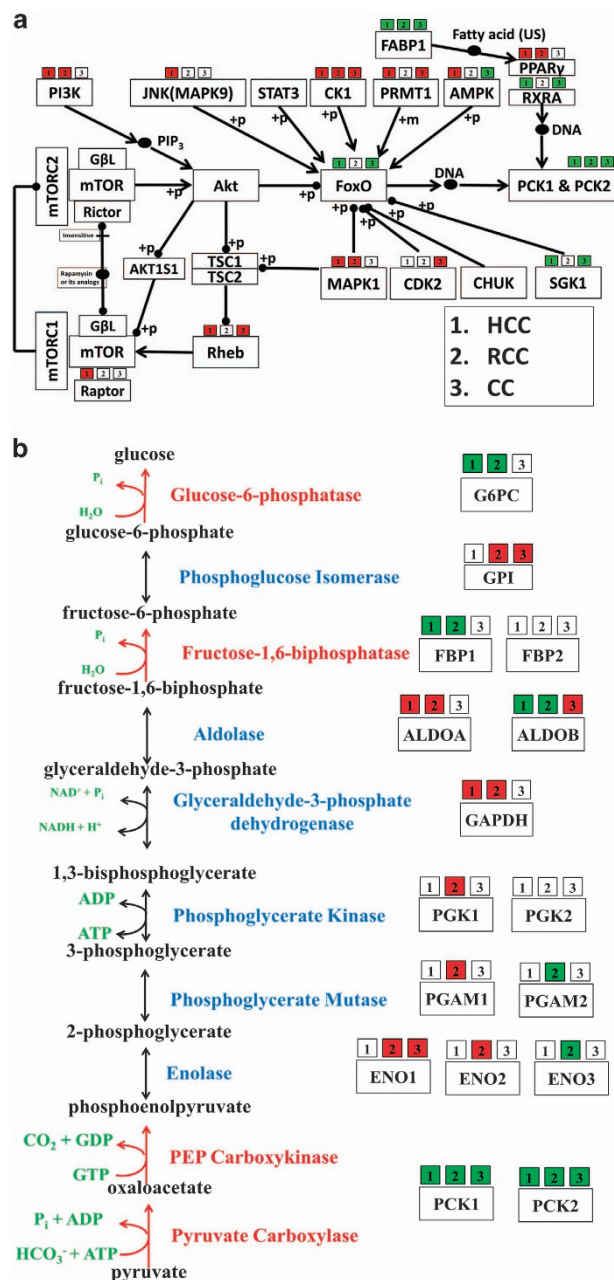 a
1 2 3
FABP1
Fatty acid (US)
1 2 3
PPARγ
1 2 3
RXRA
DNA
1 2 3
PI3K
1 2 3
JNK(MAPK9)
STAT3
1 2 3
CK1
1 2 3
PRMT1
1 2 3
AMPK
+p
+p
+p
+m
+p
PIP3
mTORC2
GβL
mTOR
Rictor
+p
Akt
+p
1 2 3
FoxO
DNA
1 2 3
PCK1 & PCK2
Insensitive
Rapamysin
or its analogs
+p
AKT1S1
+p
TSC1
TSC2
+p
+p
+p
+p
+p
1 2 3
MAPK1
1 2 3
CDK2
CHUK
1 2 3
SGK1
mTORC1
GβL
mTOR
+p
1 2 3
Raptor
1 2 3
Rheb
1. HCC
2. RCC
3. CC
b
glucose
Pi
H2O
Glucose-6-phosphatase
1 2 3
G6PC
glucose-6-phosphate
Phosphoglucose Isomerase
1 2 3
GPI
fructose-6-phosphate
Pi
H2O
Fructose-1,6-biphosphatase
1 2 3
FBP1
1 2 3
FBP2
fructose-1,6-biphosphate
Aldolase
1 2 3
ALDOA
1 2 3
ALDOB
glyceraldehyde-3-phosphate
NAD+ + Pi
NADH + H+
Glyceraldehyde-3-phosphate
dehydrogenase
1 2 3
GAPDH
1,3-bisphosphoglycerate
ADP
ATP
Phosphoglycerate Kinase
1 2 3
PGK1
1 2 3
PGK2
3-phosphoglycerate
Phosphoglycerate Mutase
1 2 3
PGAM1
1 2 3
PGAM2
2-phosphoglycerate
Enolase
1 2 3
ENO1
1 2 3
ENO2
1 2 3
ENO3
phosphoenolpyruvate
CO2 + GDP
GTP
PEP Carboxykinase
oxaloacetate
1 2 3
PCK1
1 2 3
PCK2
Pi + ADP
HCO3- + ATP
Pyruvate Carboxylase
pyruvate